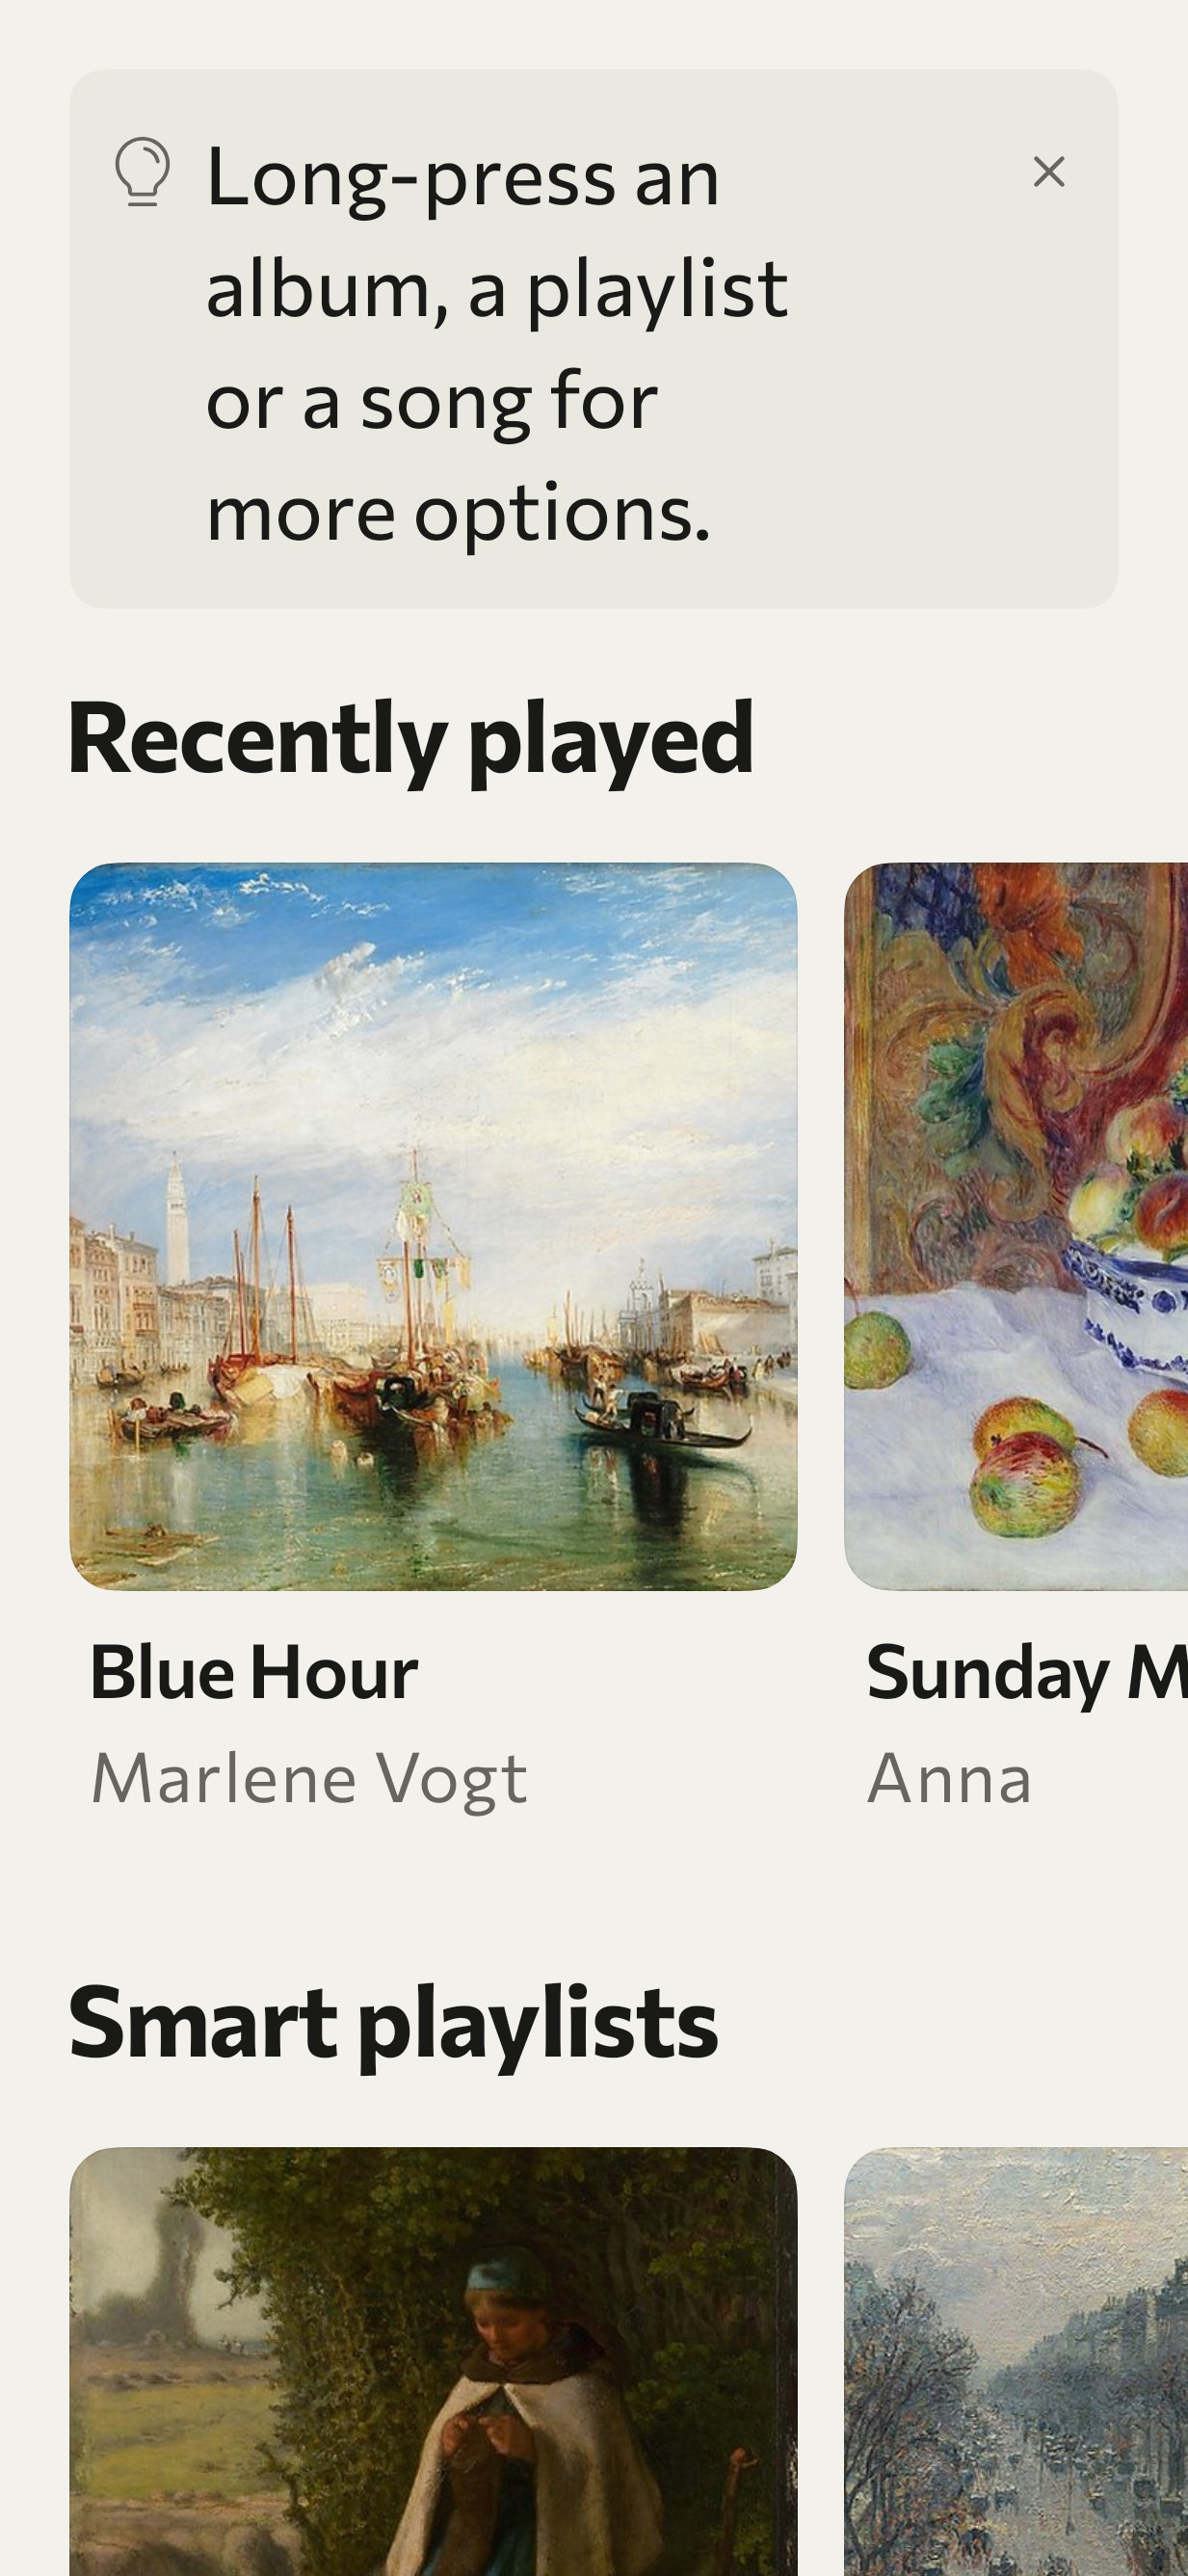 Long-press an
album, a playlist
or a song for
more options.
Recently played
Blue Hour
Marlene Vogt
Sunday
Anna
Smart playlists